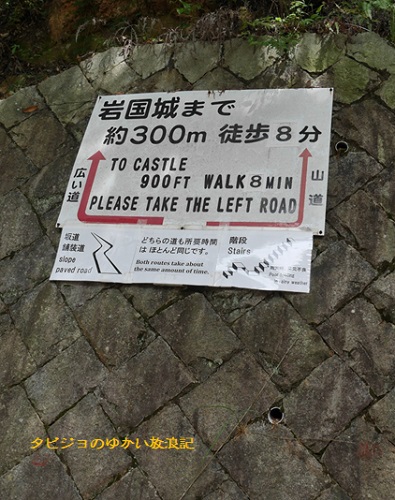 岩国城まで
約300m 徒歩8分
広い道
山道
TO CASTLE
900FT WALK 8 MIN
PLEASE TAKE THE LEFT ROAD
坂道
舗装道
slope
paved road
どちらの道も所要時間
は ほとんど同じです。
Both routes take about
the same amount of time.
階段
Stairs
タビジョのゆかい放浪記